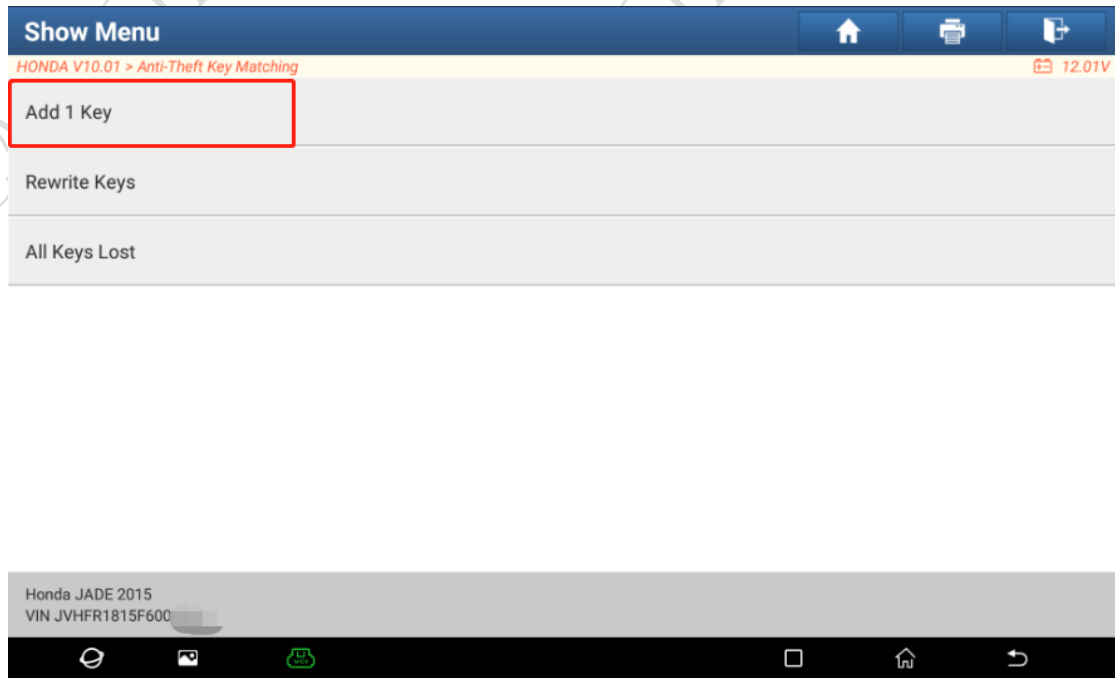 Show Menu
HONDA V10.01 > Anti-Theft Key Matching
12.01V
Add 1 Key
Rewrite Keys
All Keys Lost
Honda JADE 2015
VIN JVHFR1815F600
VCI